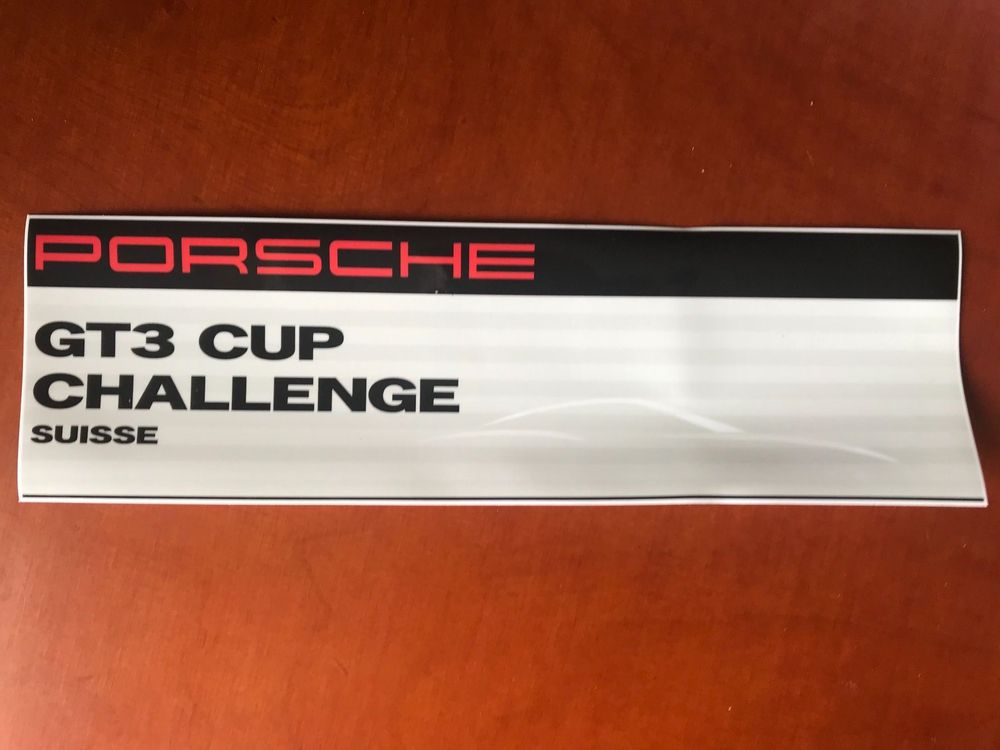 PORSCHE
GT3 CUP
CHALLENGE
SUISSE